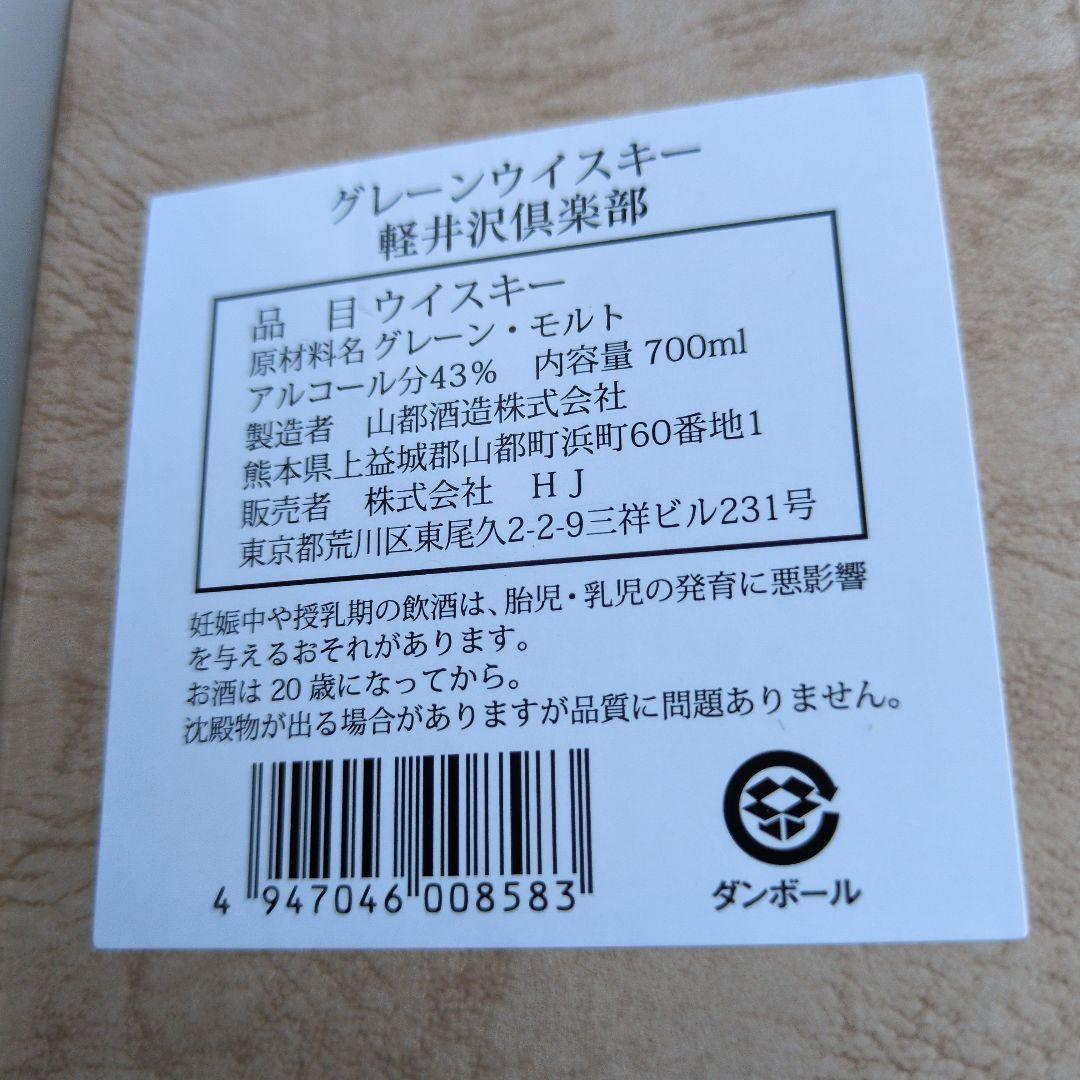 グレーンウイスキー
軽井沢倶楽部
品　目 ウイスキー
原材料名 グレーン・モルト
アルコール分43%　内容量 700ml
製造者　山都酒造株式会社
熊本県上益城郡山都町浜町60番地1
販売者　株式会社　ＨＪ
東京都荒川区東尾久2-2-9三祥ビル231号
妊娠中や授乳期の飲酒は、胎児・乳児の発育に悪影響
を与えるおそれがあります。
お酒は 20 歳になってから。
沈殿物が出る場合がありますが品質に問題ありません。
4 947046 008583
ダンボール